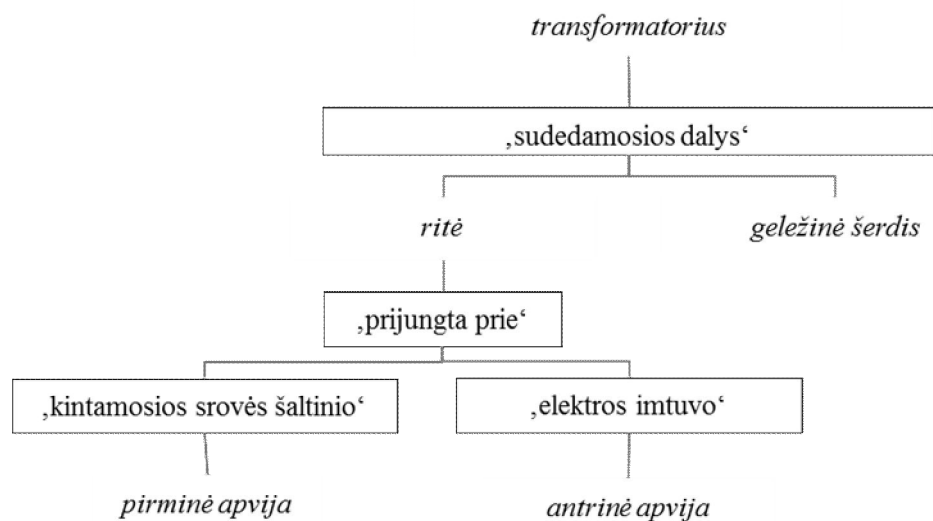 transformatorius
‚sudedamosios dalys‘
ritė
geležinė šerdis
‚prijungta prie‘
‚kintamosios srovės šaltinio‘
‚elektros imtuvo‘
pirminė apvija
antrinė apvija